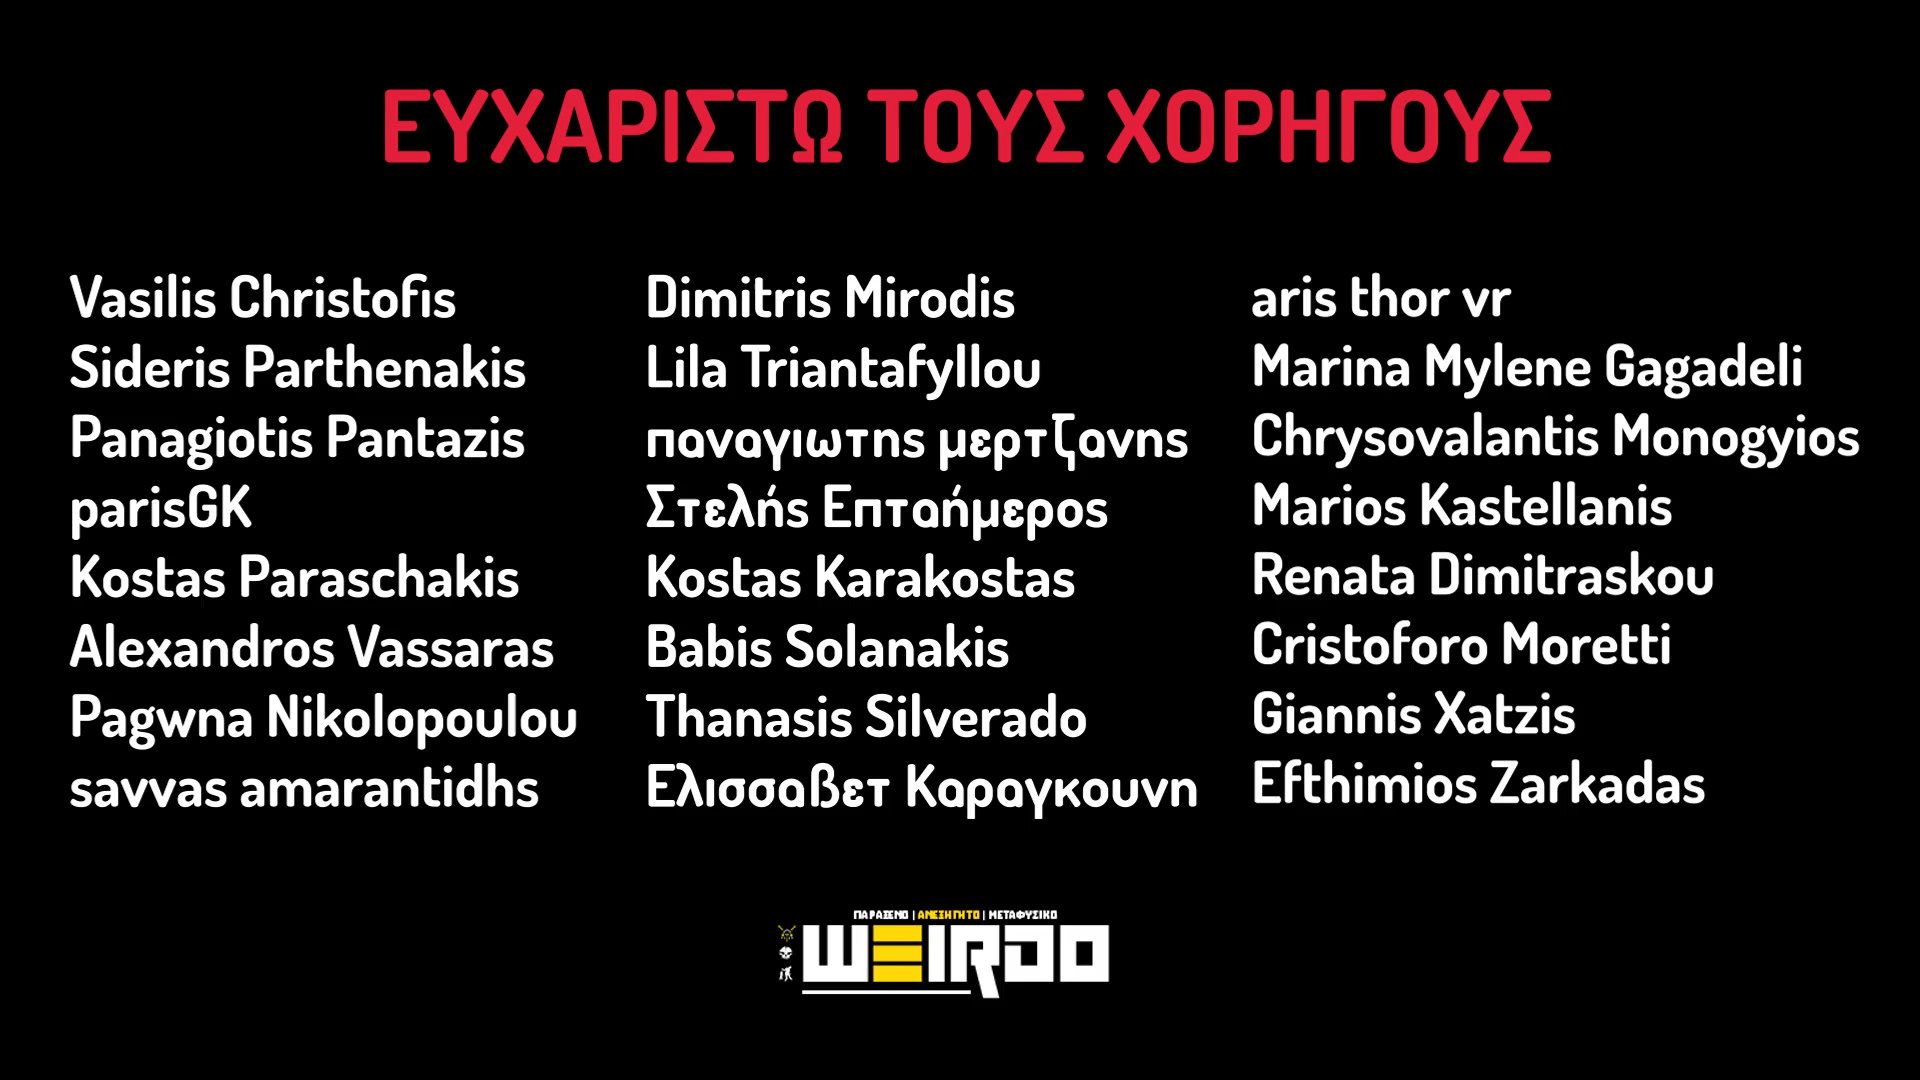 ΕΥΧΑΡΙΣΤΩ ΤΟΥΣ ΧΟΡΗΓΟΥΣ
Vasilis Christofis
Sideris Parthenakis
Panagiotis Pantazis
parisGK
Kostas Paraschakis
Alexandros Vassaras
Pagwna Nikolopoulou
savvas amarantidhs
Dimitris Mirodis
Lila Triantafyllou
παναγιωτης μερτζανης
Στελής Επταήμερος
Kostas Karakostas
Babis Solanakis
Thanasis Silverado
Ελισσαβετ Καραγκουνη
aris thor vr
Marina Mylene Gagadeli
Chrysovalantis Monogyios
Marios Kastellanis
Renata Dimitraskou
Cristoforo Moretti
Giannis Xatzis
Efthimios Zarkadas
ΠΑΡΑΞΕΝΟ | ΑΝΕΞΗΓΗΤΟ | ΜΕΤΑΦΥΣΙΚΟ
WEIRDO